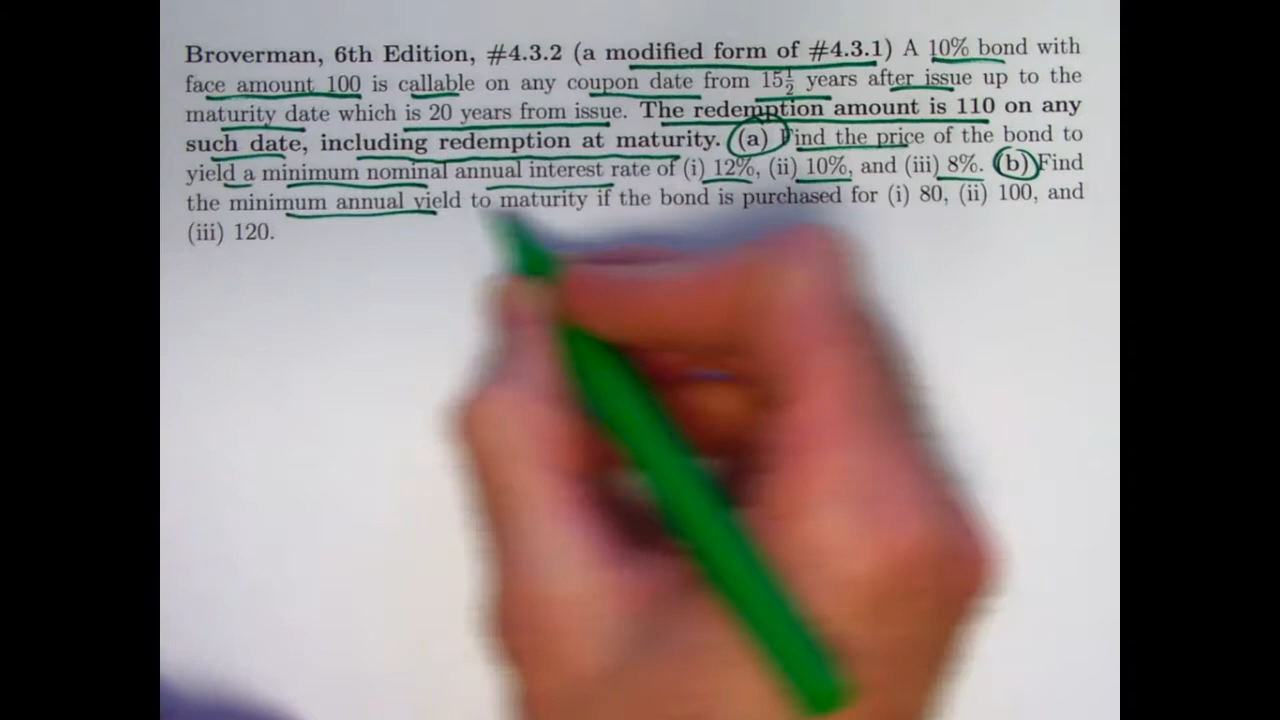 Broverman, 6th Edition, #4.3.2 (a modified form of #4.3.1) A 10% bond with
face amount 100 is callable on any coupon date from 15½ years after issue up to the
maturity date which is 20 years from issue. The redemption amount is 110 on any
such date, including redemption at maturity. (a) Find the price of the bond to
yield a minimum nominal annual interest rate of (i) 12%, (ii) 10%, and (iii) 8%. (b) Find
the minimum annual yield to maturity if the bond is purchased for (i) 80, (ii) 100, and
(iii) 120.